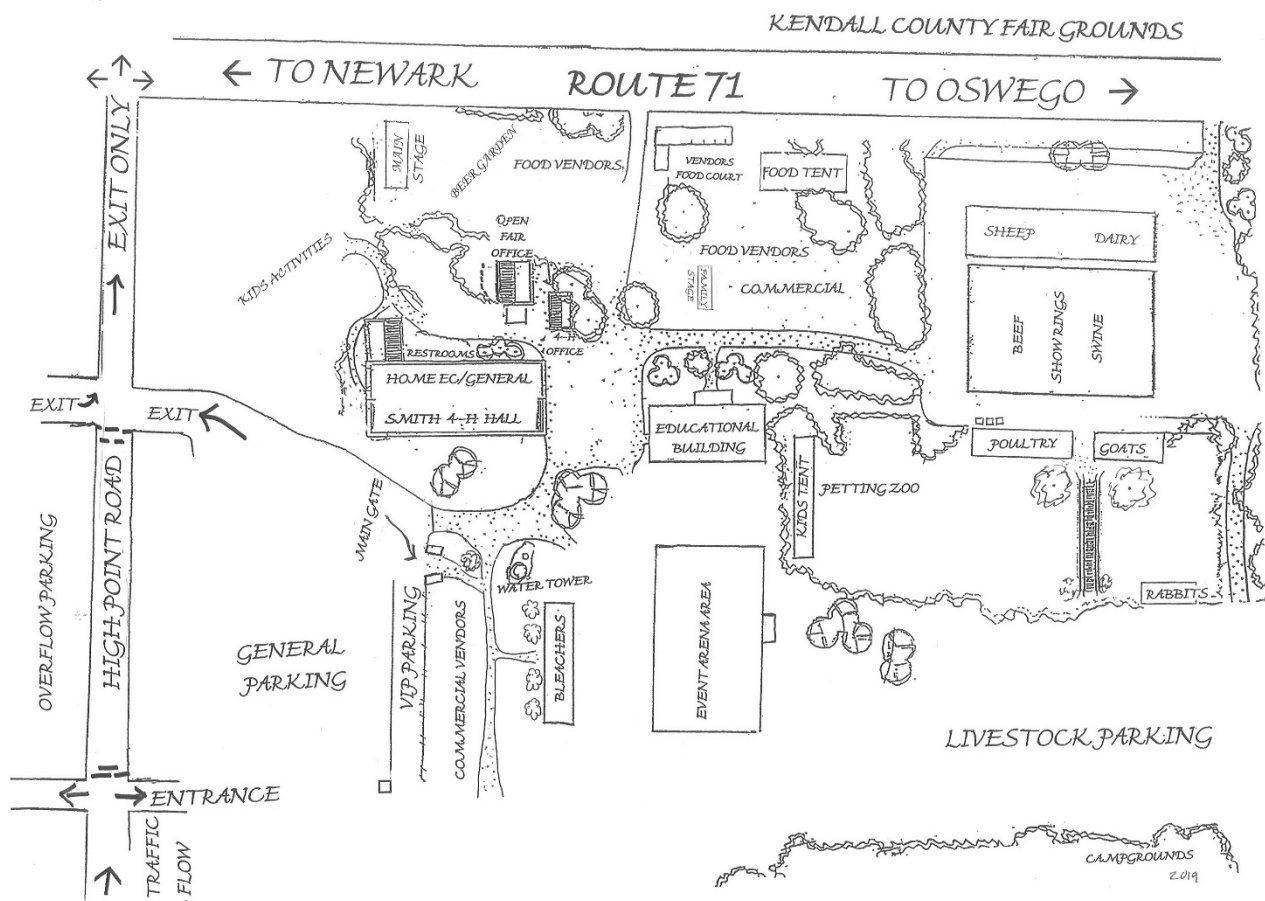 KENDALL COUNTY FAIR GROUNDS
← TO NEWARK
ROUTE 71
TO OSWEGO →
EXIT ONLY
MAIN
STAGE
BEER GARDEN
FOOD VENDORS
VENDORS
FOOD COURT
FOOD TENT
OPEN
FAIR
OFFICE
KIDS ACTIVITIES
FOOD VENDORS
FAMILY
STAGE
COMMERCIAL
SHEEP
DAIRY
BEEF
SHOW RINGS
SWINE
4-H
OFFICE
RESTROOMS
HOME EC/GENERAL
SMITH 4-H HALL
EXIT
EXIT
EDUCATIONAL
BUILDING
POULTRY
GOATS
KIDS TENT
PETTING ZOO
MAIN GATE
WATER TOWER
RABBITS
OVERFLOW PARKING
HIGH POINT ROAD
GENERAL
PARKING
VIP PARKING
COMMERCIAL VENDORS
BLEACHERS
EVENT ARENA AREA
LIVESTOCK PARKING
ENTRANCE
TRAFFIC
FLOW
CAMPGROUNDS
2019